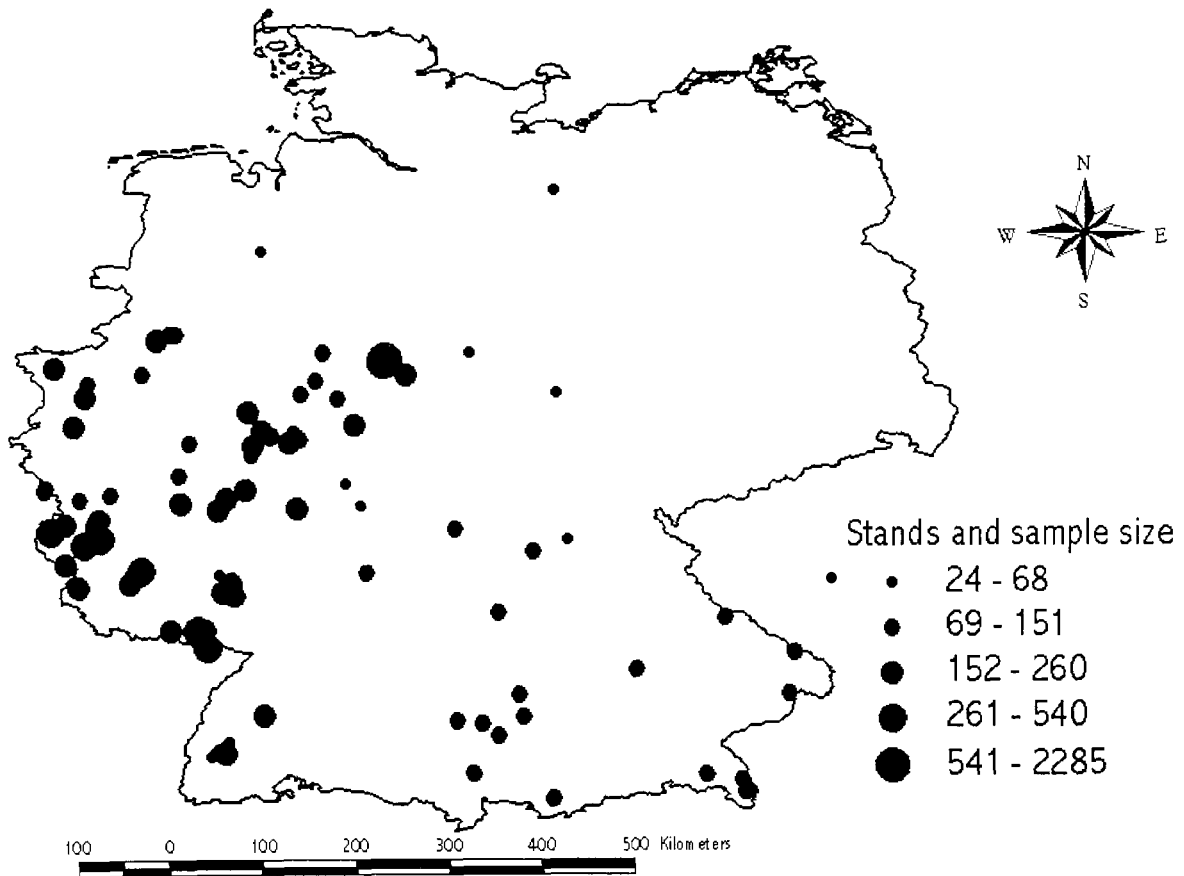 N
W E
S
Stands and sample size
24 - 68
69 - 151
152 - 260
261 - 540
541 - 2285
100 0 100 200 300 400 500 Kilometers